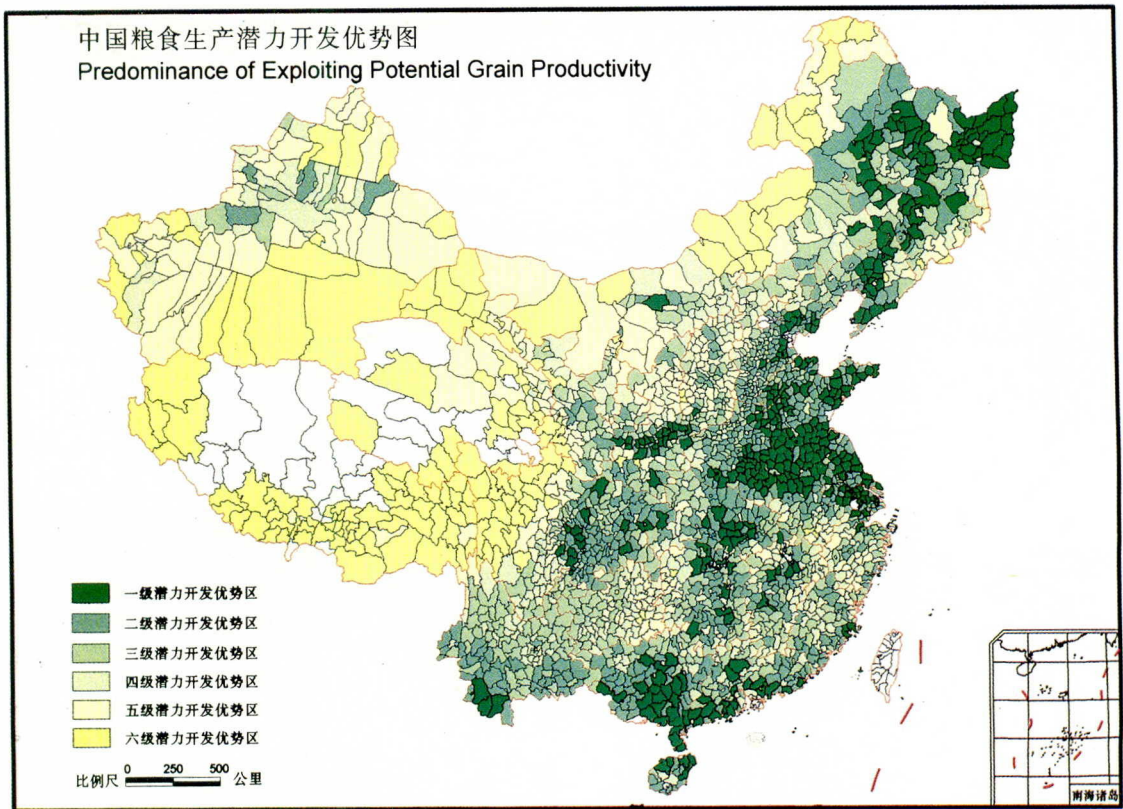 中国粮食生产潜力开发优势图
Predominance of Exploiting Potential Grain Productivity
一级潜力开发优势区
二级潜力开发优势区
三级潜力开发优势区
四级潜力开发优势区
五级潜力开发优势区
六级潜力开发优势区
比例尺 0 250 500 公里
南海诸岛